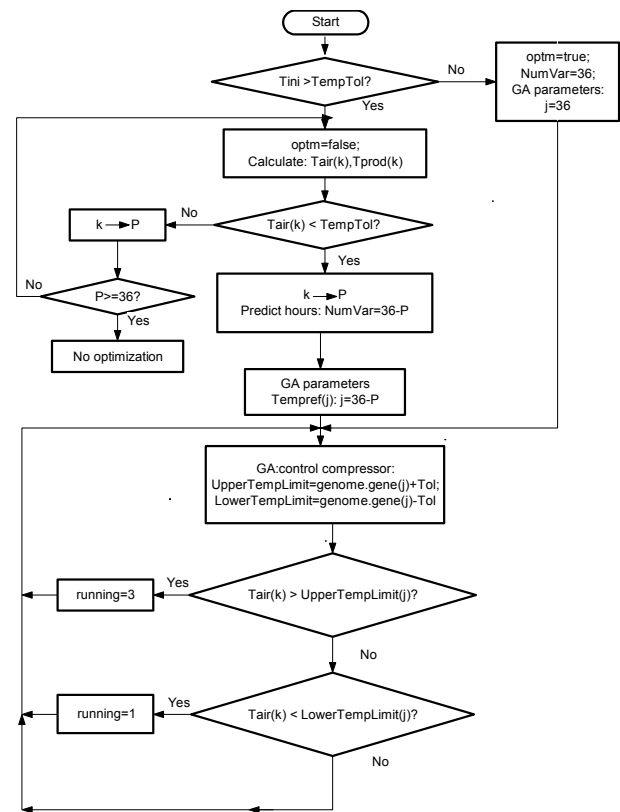 Start
Tini >TempTol?
No
optm=true;
NumVar=36;
GA parameters:
j=36
Yes
optm=false;
Calculate: Tair(k),Tprod(k)
Tair(k) < TempTol?
No
k → P
Yes
No
P>=36?
Yes
No optimization
k → P
Predict hours: NumVar=36-P
GA parameters
Tempref(j): j=36-P
GA:control compressor:
UpperTempLimit=genome.gene(j)+Tol;
LowerTempLimit=genome.gene(j)-Tol
Tair(k) > UpperTempLimit(j)?
Yes
running=3
No
Tair(k) < LowerTempLimit(j)?
Yes
running=1
No